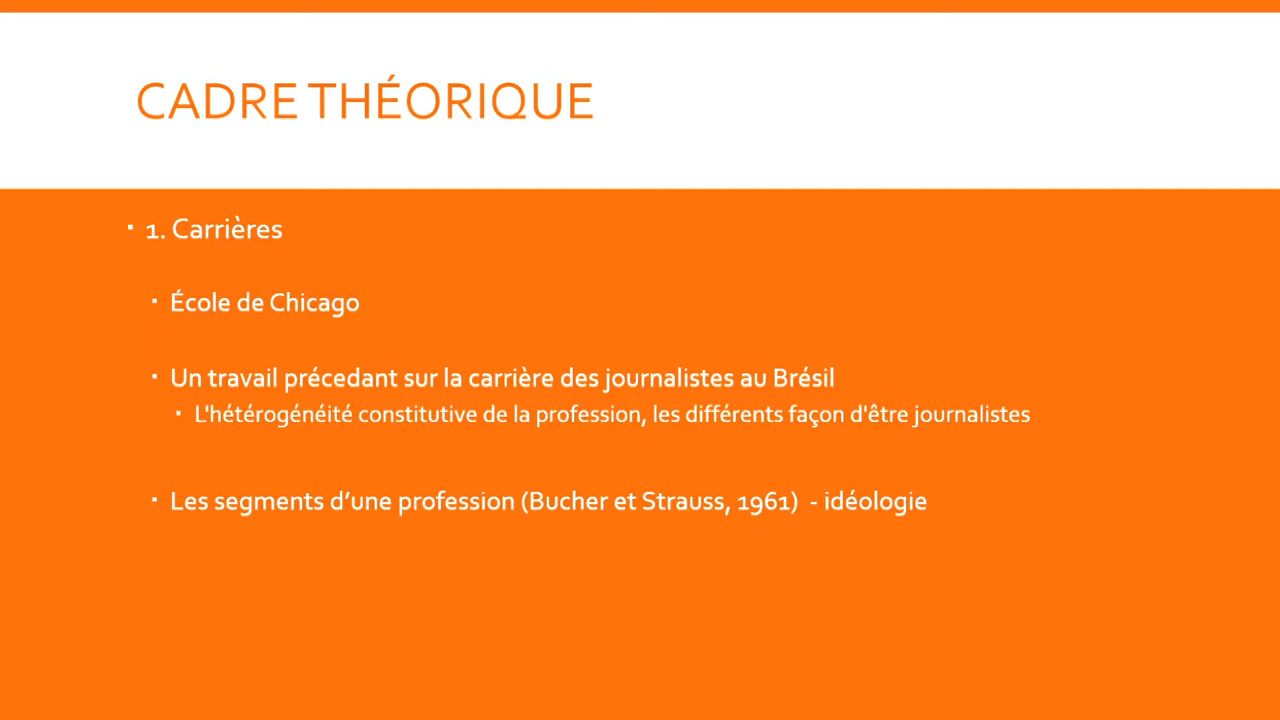 CADRE THÉORIQUE
▪ 1. Carrières
▪ École de Chicago
▪ Un travail précedant sur la carrière des journalistes au Brésil
▪ L'hétérogénéité constitutive de la profession, les différents façon d'être journalistes
▪ Les segments d’une profession (Bucher et Strauss, 1961)  - idéologie